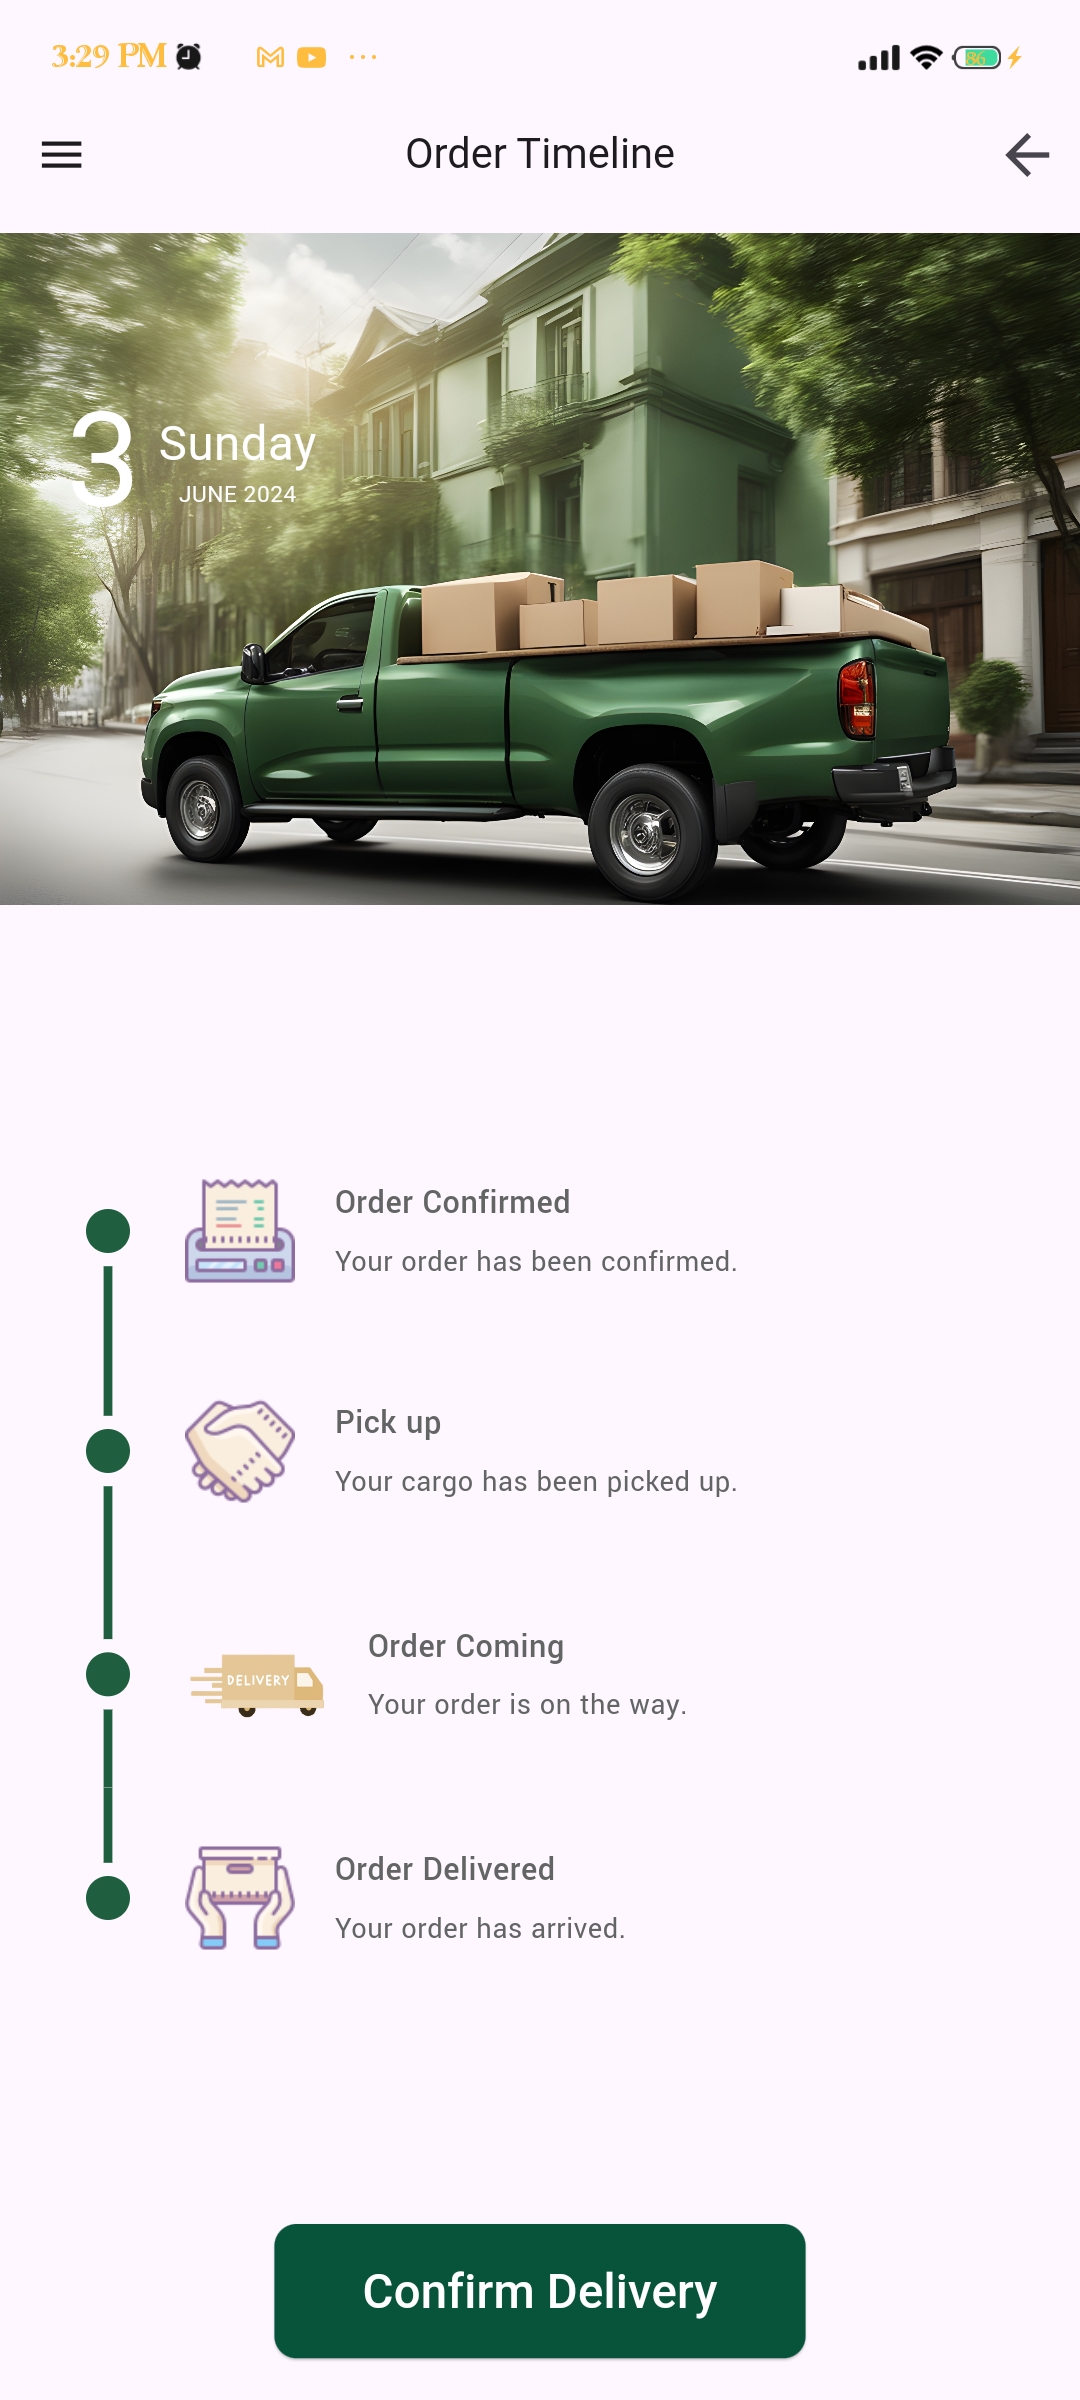 3:29 PM
86
Order Timeline
3
Sunday
JUNE 2024
Order Confirmed
Your order has been confirmed.
Pick up
Your cargo has been picked up.
Order Coming
DELIVERY
Your order is on the way.
Order Delivered
Your order has arrived.
Confirm Delivery